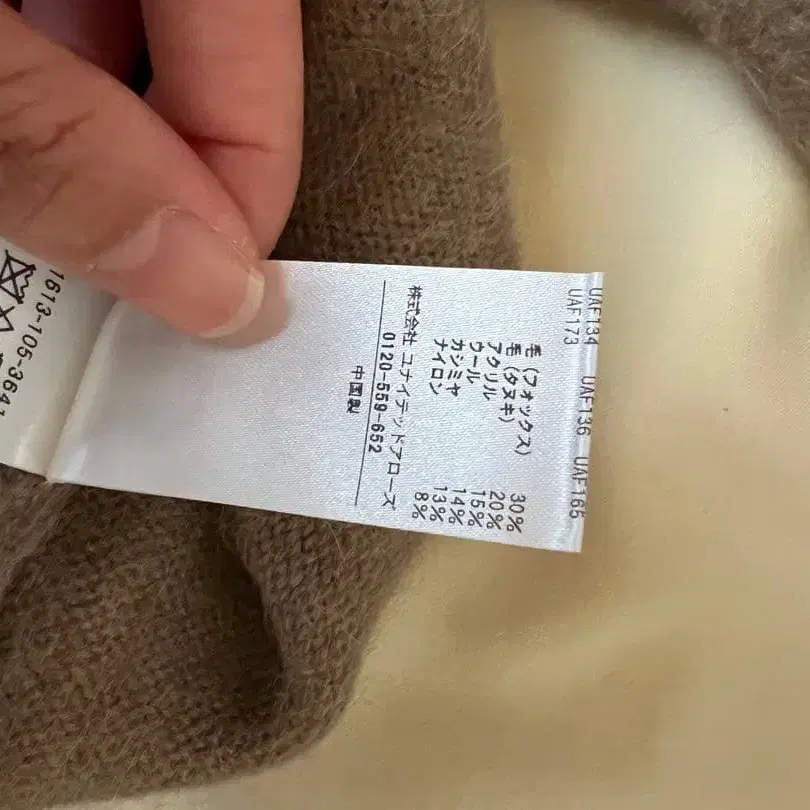 UAF134 UAF136 UAF165
UAF173
毛(フォックス) 30%
毛(タヌキ) 20%
アクリル 15%
ウール 14%
カシミヤ 13%
ナイロン 8%
株式会社 ユナイテッドアローズ
0120-559-652
中国製
1613-105-3641